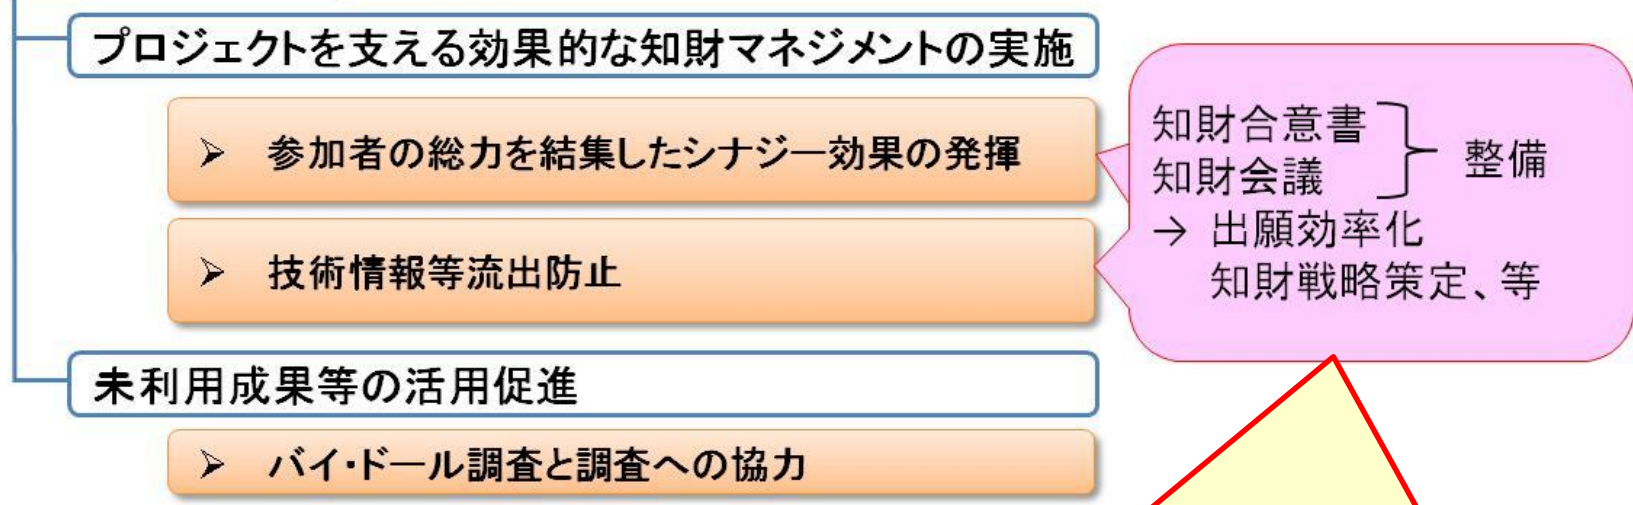 プロジェクトを支える効果的な知財マネジメントの実施
➢ 参加者の総力を結集したシナジー効果の発揮
➢ 技術情報等流出防止
知財合意書
知財会議
整備
→ 出願効率化
知財戦略策定、等
未利用成果等の活用促進
➢ バイ・ドール調査と調査への協力